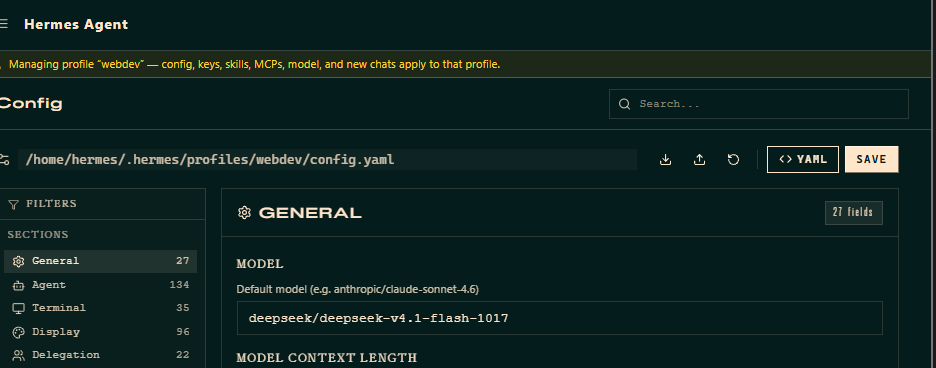 Hermes Agent
Managing profile “webdev” — config, keys, skills, MCPs, model, and new chats apply to that profile.
Config
Search...
/home/hermes/.hermes/profiles/webdev/config.yaml
<> YAML
SAVE
FILTERS
GENERAL
27 fields
SECTIONS
General 27
Agent 134
Terminal 35
Display 96
Delegation 22
MODEL
Default model (e.g. anthropic/claude-sonnet-4.6)
deepseek/deepseek-v4.1-flash-1017
MODEL CONTEXT LENGTH